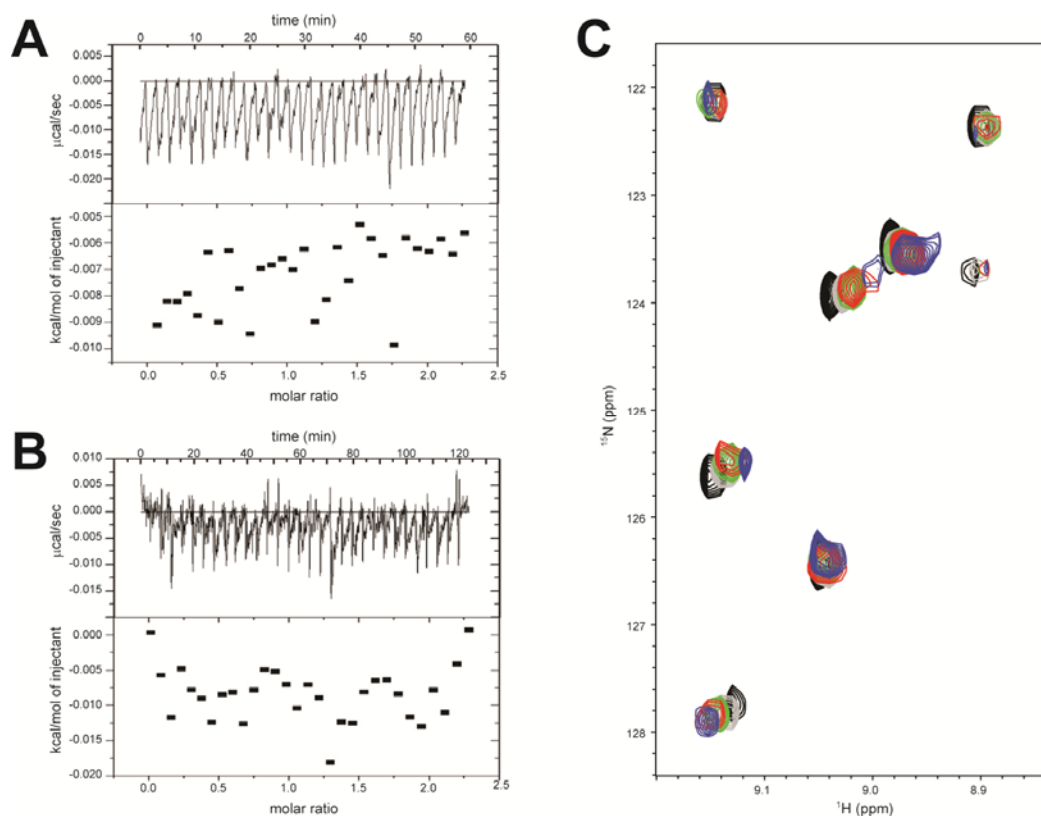 A
time (min)
0 10 20 30 40 50 60
0.005
0.000
-0.005
-0.010
-0.015
-0.020
µcal/sec
-0.005
-0.006
-0.007
-0.008
-0.009
-0.010
kcal/mol of injectant
0.0 0.5 1.0 1.5 2.0 2.5
molar ratio
B
time (min)
0 10 20 30 40 50 60 70 80 90 100 110 120
0.010
0.005
0.000
-0.005
-0.010
-0.015
µcal/sec
0.000
-0.005
-0.010
-0.015
-0.020
kcal/mol of injectant
0.0 0.5 1.0 1.5 2.0 2.5
molar ratio
C
122
123
124
125
126
127
128
¹⁵N (ppm)
9.1 9.0 8.9
¹H (ppm)